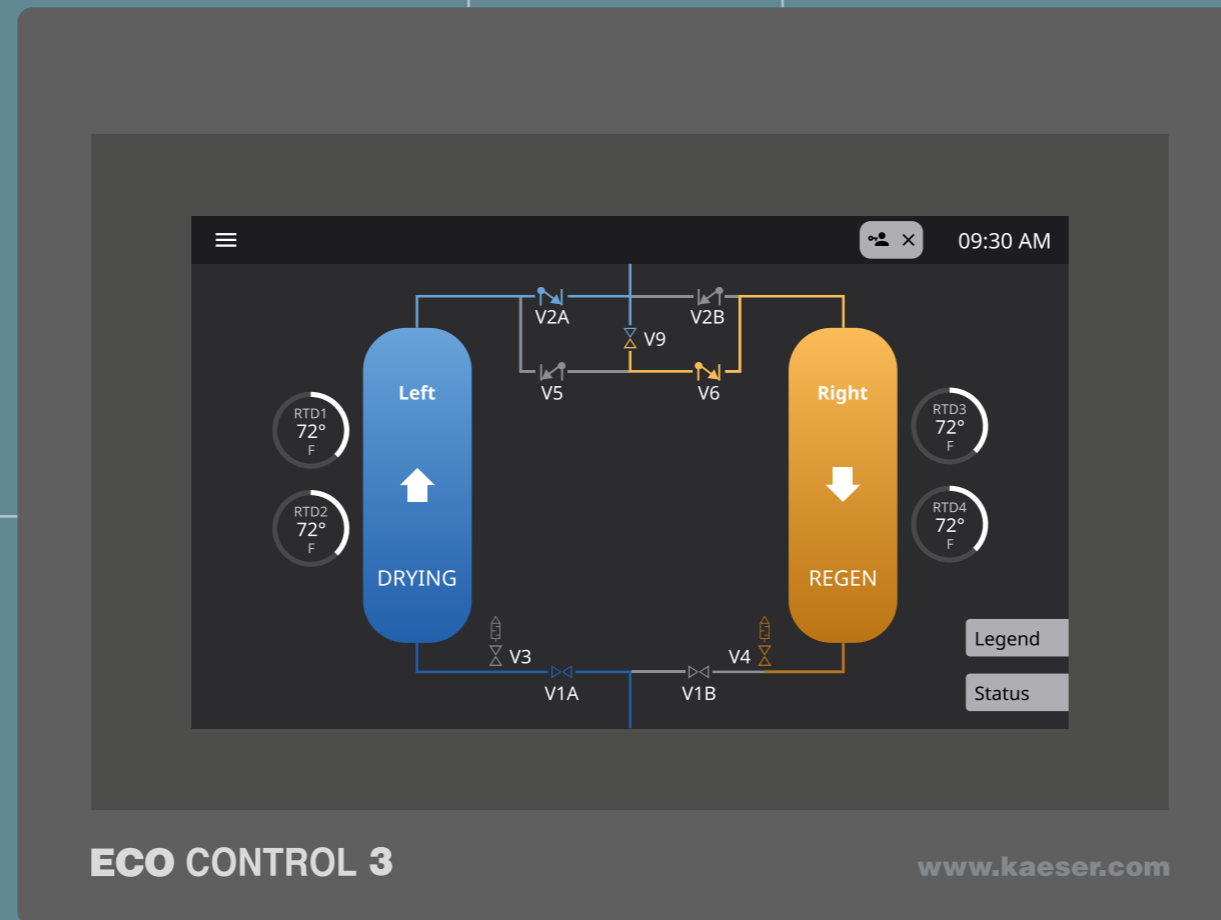 09:30 AM
V2A
V2B
V9
V5
V6
Left
Right
RTD1
72°
F
RTD3
72°
F
RTD2
72°
F
RTD4
72°
F
DRYING
REGEN
Legend
V3
V4
V1A
V1B
Status
ECO CONTROL 3
www.kaeser.com